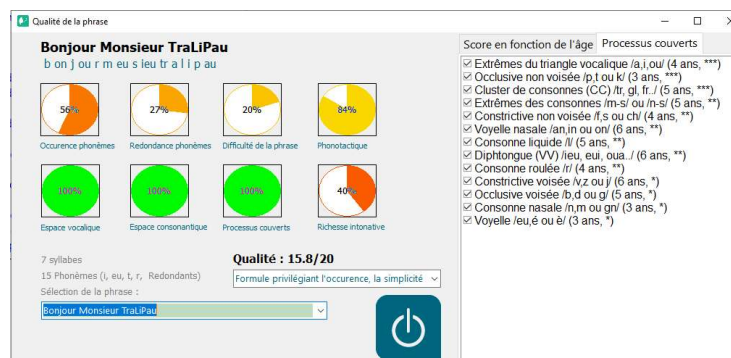 Qualité de la phrase
Bonjour Monsieur TraLiPau
b on j ou r m eu s ieu t r a l i p au
56%
27%
20%
84%
Occurence phonèmes
Redondance phonèmes
Difficulté de la phrase
Phonotactique
100%
100%
100%
40%
Espace vocalique
Espace consonantique
Processus couverts
Richesse intonative
7 syllabes
15 Phonèmes (i, eu, t, r, Redondants)
Sélection de la phrase :
Bonjour Monsieur TraLiPau
Qualité : 15.8/20
Formule privilégiant l'occurence, la simplicité
Score en fonction de l'âge
Processus couverts
Extrêmes du triangle vocalique /a,i,ou/ (4 ans, ***)
Occlusive non voisée /p,t ou k/ (3 ans, ***)
Cluster de consonnes (CC) /tr, gl, fr../ (5 ans, ***)
Extrêmes des consonnes /m-s/ ou /n-s/ (5 ans, **)
Constrictive non voisée /f,s ou ch/ (4 ans, **)
Voyelle nasale /an,in ou on/ (6 ans, **)
Consonne liquide /l/ (5 ans, **)
Diphtongue (VV) /ieu, eui, oua../ (6 ans, **)
Consonne roulée /r/ (4 ans, **)
Constrictive voisée /v,z ou j/ (6 ans, *)
Occlusive voisée /b,d ou g/ (5 ans, *)
Consonne nasale /n,m ou gn/ (3 ans, *)
Voyelle /eu,é ou è/ (3 ans, *)